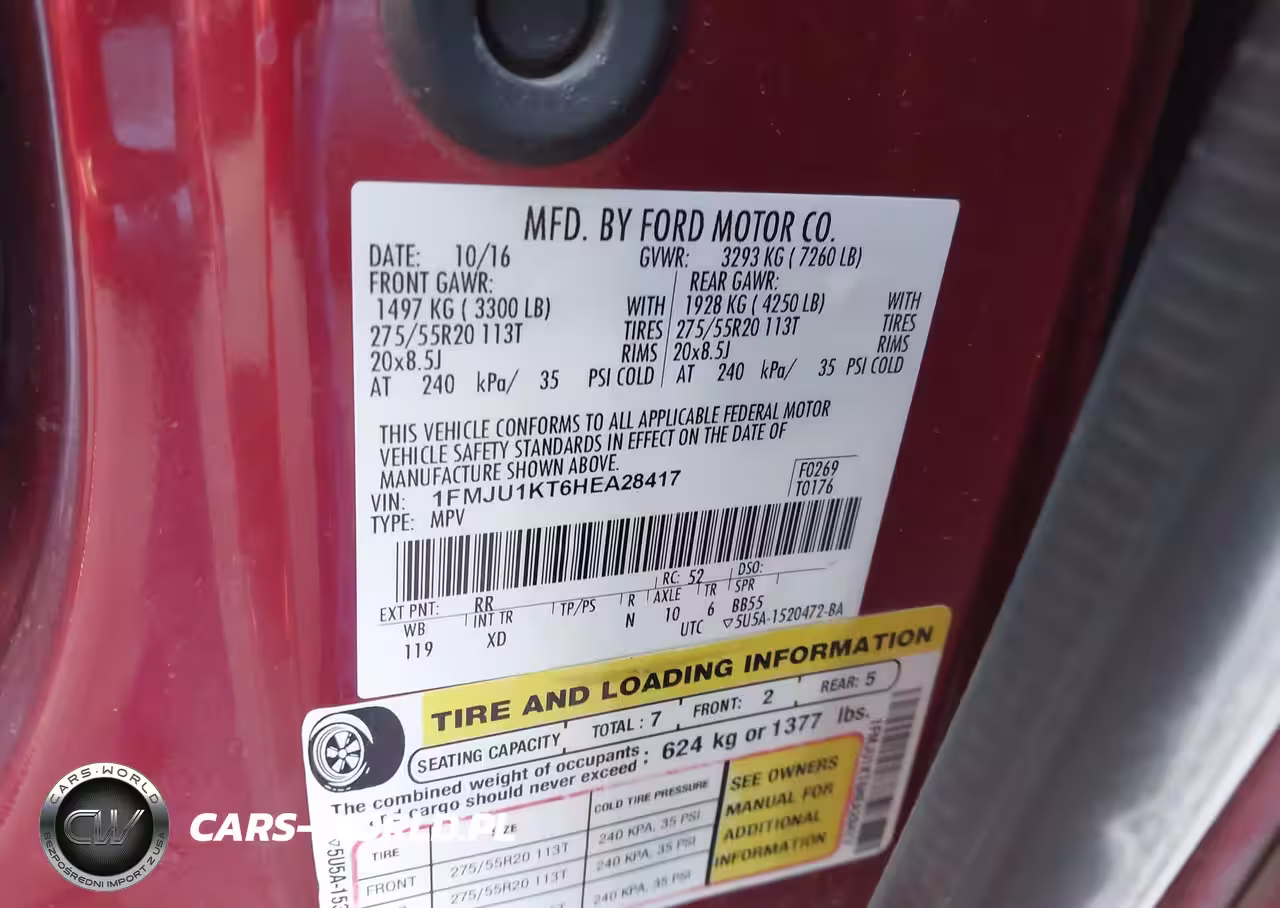 MFD. BY FORD MOTOR CO.
DATE: 10/16 GVWR: 3293 KG ( 7260 LB)
FRONT GAWR: REAR GAWR:
1497 KG ( 3300 LB) WITH 1928 KG ( 4250 LB) WITH
275/55R20 113T TIRES 275/55R20 113T TIRES
20x8.5J RIMS 20x8.5J RIMS
AT 240 kPa/ 35 PSI COLD AT 240 kPa/ 35 PSI COLD
THIS VEHICLE CONFORMS TO ALL APPLICABLE FEDERAL MOTOR
VEHICLE SAFETY STANDARDS IN EFFECT ON THE DATE OF
MANUFACTURE SHOWN ABOVE.
F0269
VIN: 1FMJU1KT6HEA28417
T0176
TYPE: MPV
EXT PNT: RR RC: 52 DSO:
WB INT TR TP/PS R AXLE TR SPR
119 XD N 10 6 BB55
UTC ▽5U5A-1520472-BA
TIRE AND LOADING INFORMATION
SEATING CAPACITY TOTAL : 7 FRONT: 2 REAR: 5
The combined weight of occupants : 624 kg or 1377 lbs.
cargo should never exceed :
TIRE COLD TIRE PRESSURE
FRONT 275/55R20 113T 240 KPA, 35 PSI
275/55R20 113T 240 KPA, 35 PSI
240 KPA, 35 PSI
SEE OWNERS
MANUAL FOR
ADDITIONAL
INFORMATION
CARS-WORLD
CW
BEZPOŚREDNI IMPORT Z USA
CARS-WORLD.PL